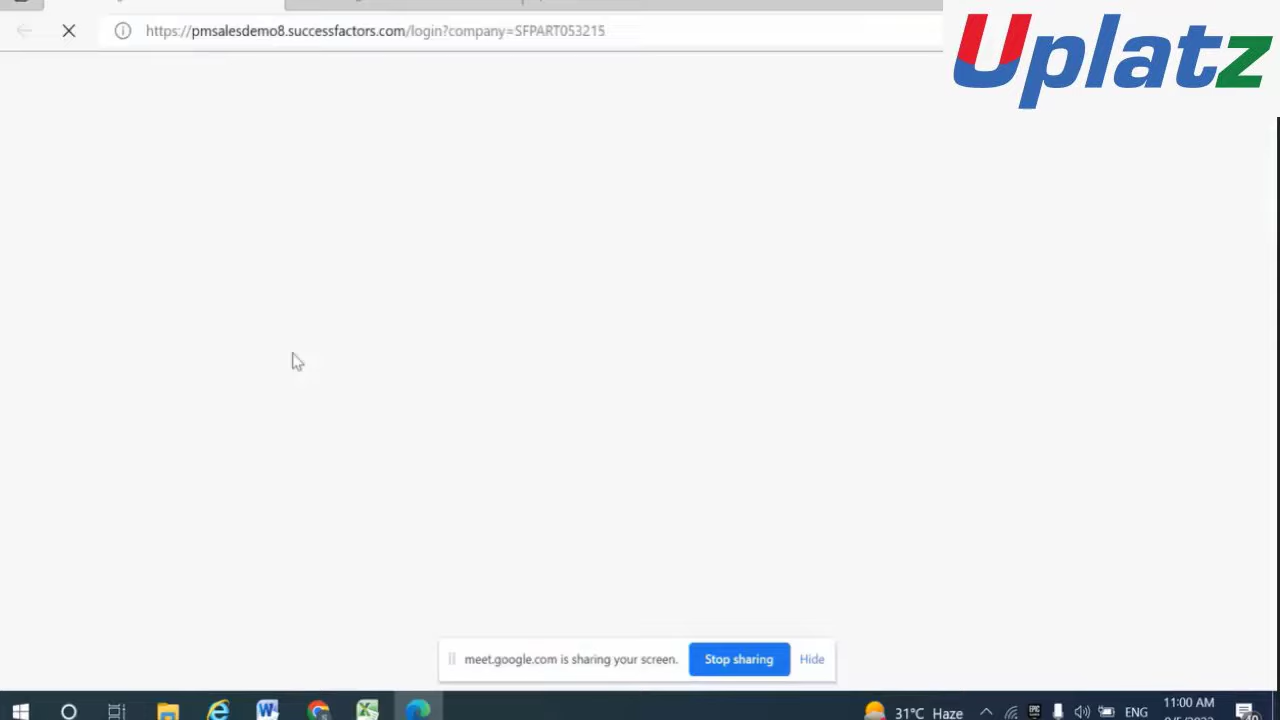 https://pmsalesdemo8.successfactors.com/login?company=SFPART053215
Uplatz
meet.google.com is sharing your screen.
Stop sharing
Hide
31°C Haze
ENG
11:00 AM